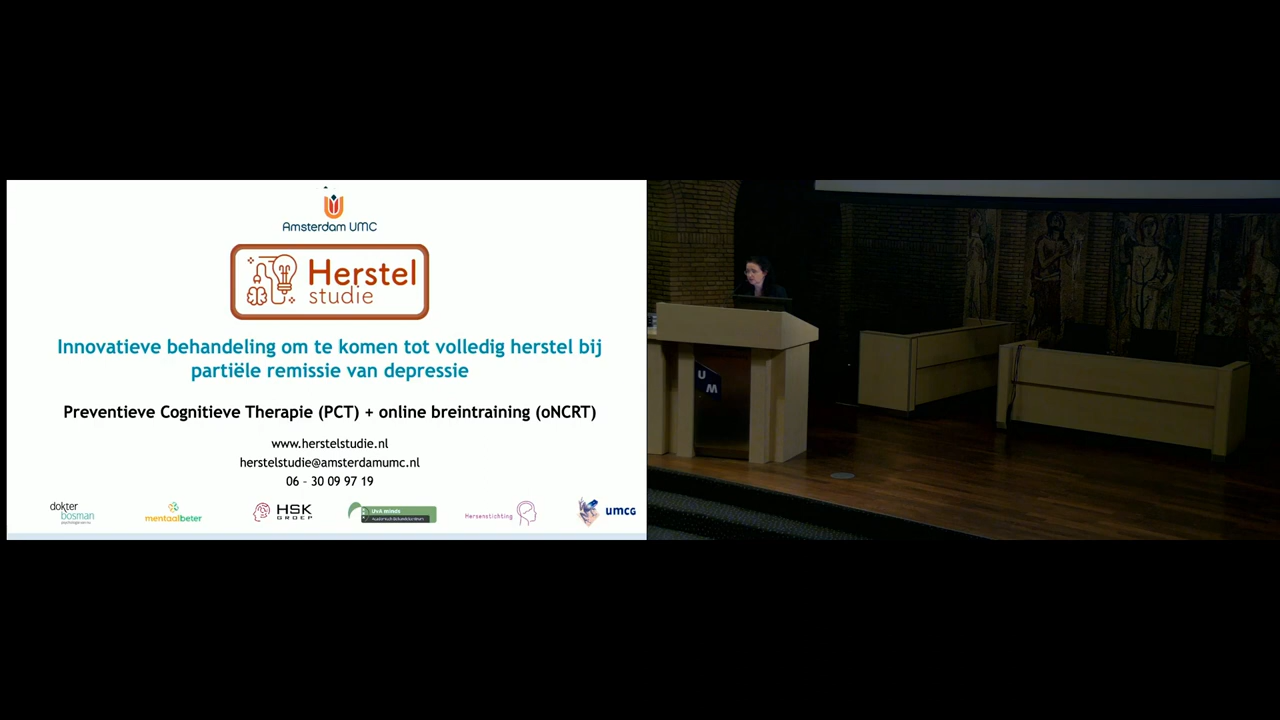 Amsterdam UMC
Herstel
studie
Innovatieve behandeling om te komen tot volledig herstel bij
partiële remissie van depressie
Preventieve Cognitieve Therapie (PCT) + online breintraining (oNCRT)
www.herstelstudie.nl
herstelstudie@amsterdamumc.nl
06 - 30 09 97 19
dokter
bosman
mentaalbeter
HSK
GROEP
UvA minds
Hersenstichting
umcg
U
M